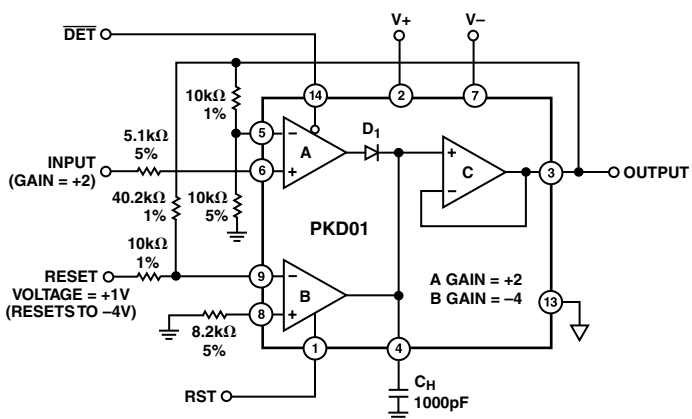 DET
V+
V–
10kΩ
1%
14
2
7
5.1kΩ
5%
5
–
A
D1
+
C
–
3
OUTPUT
INPUT
(GAIN = +2)
6
+
40.2kΩ
1%
10kΩ
5%
PKD01
10kΩ
1%
RESET
VOLTAGE = +1V
(RESETS TO –4V)
9
–
B
A GAIN = +2
B GAIN = –4
13
8
+
8.2kΩ
5%
1
4
RST
CH
1000pF